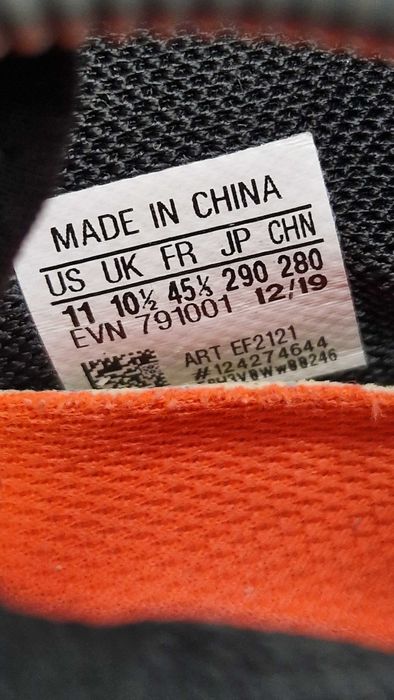 MADE IN CHINA
US UK FR JP CHN
11 10½ 45⅓ 290 280
EVN 791001 12/19
ART EF2121
#124274644